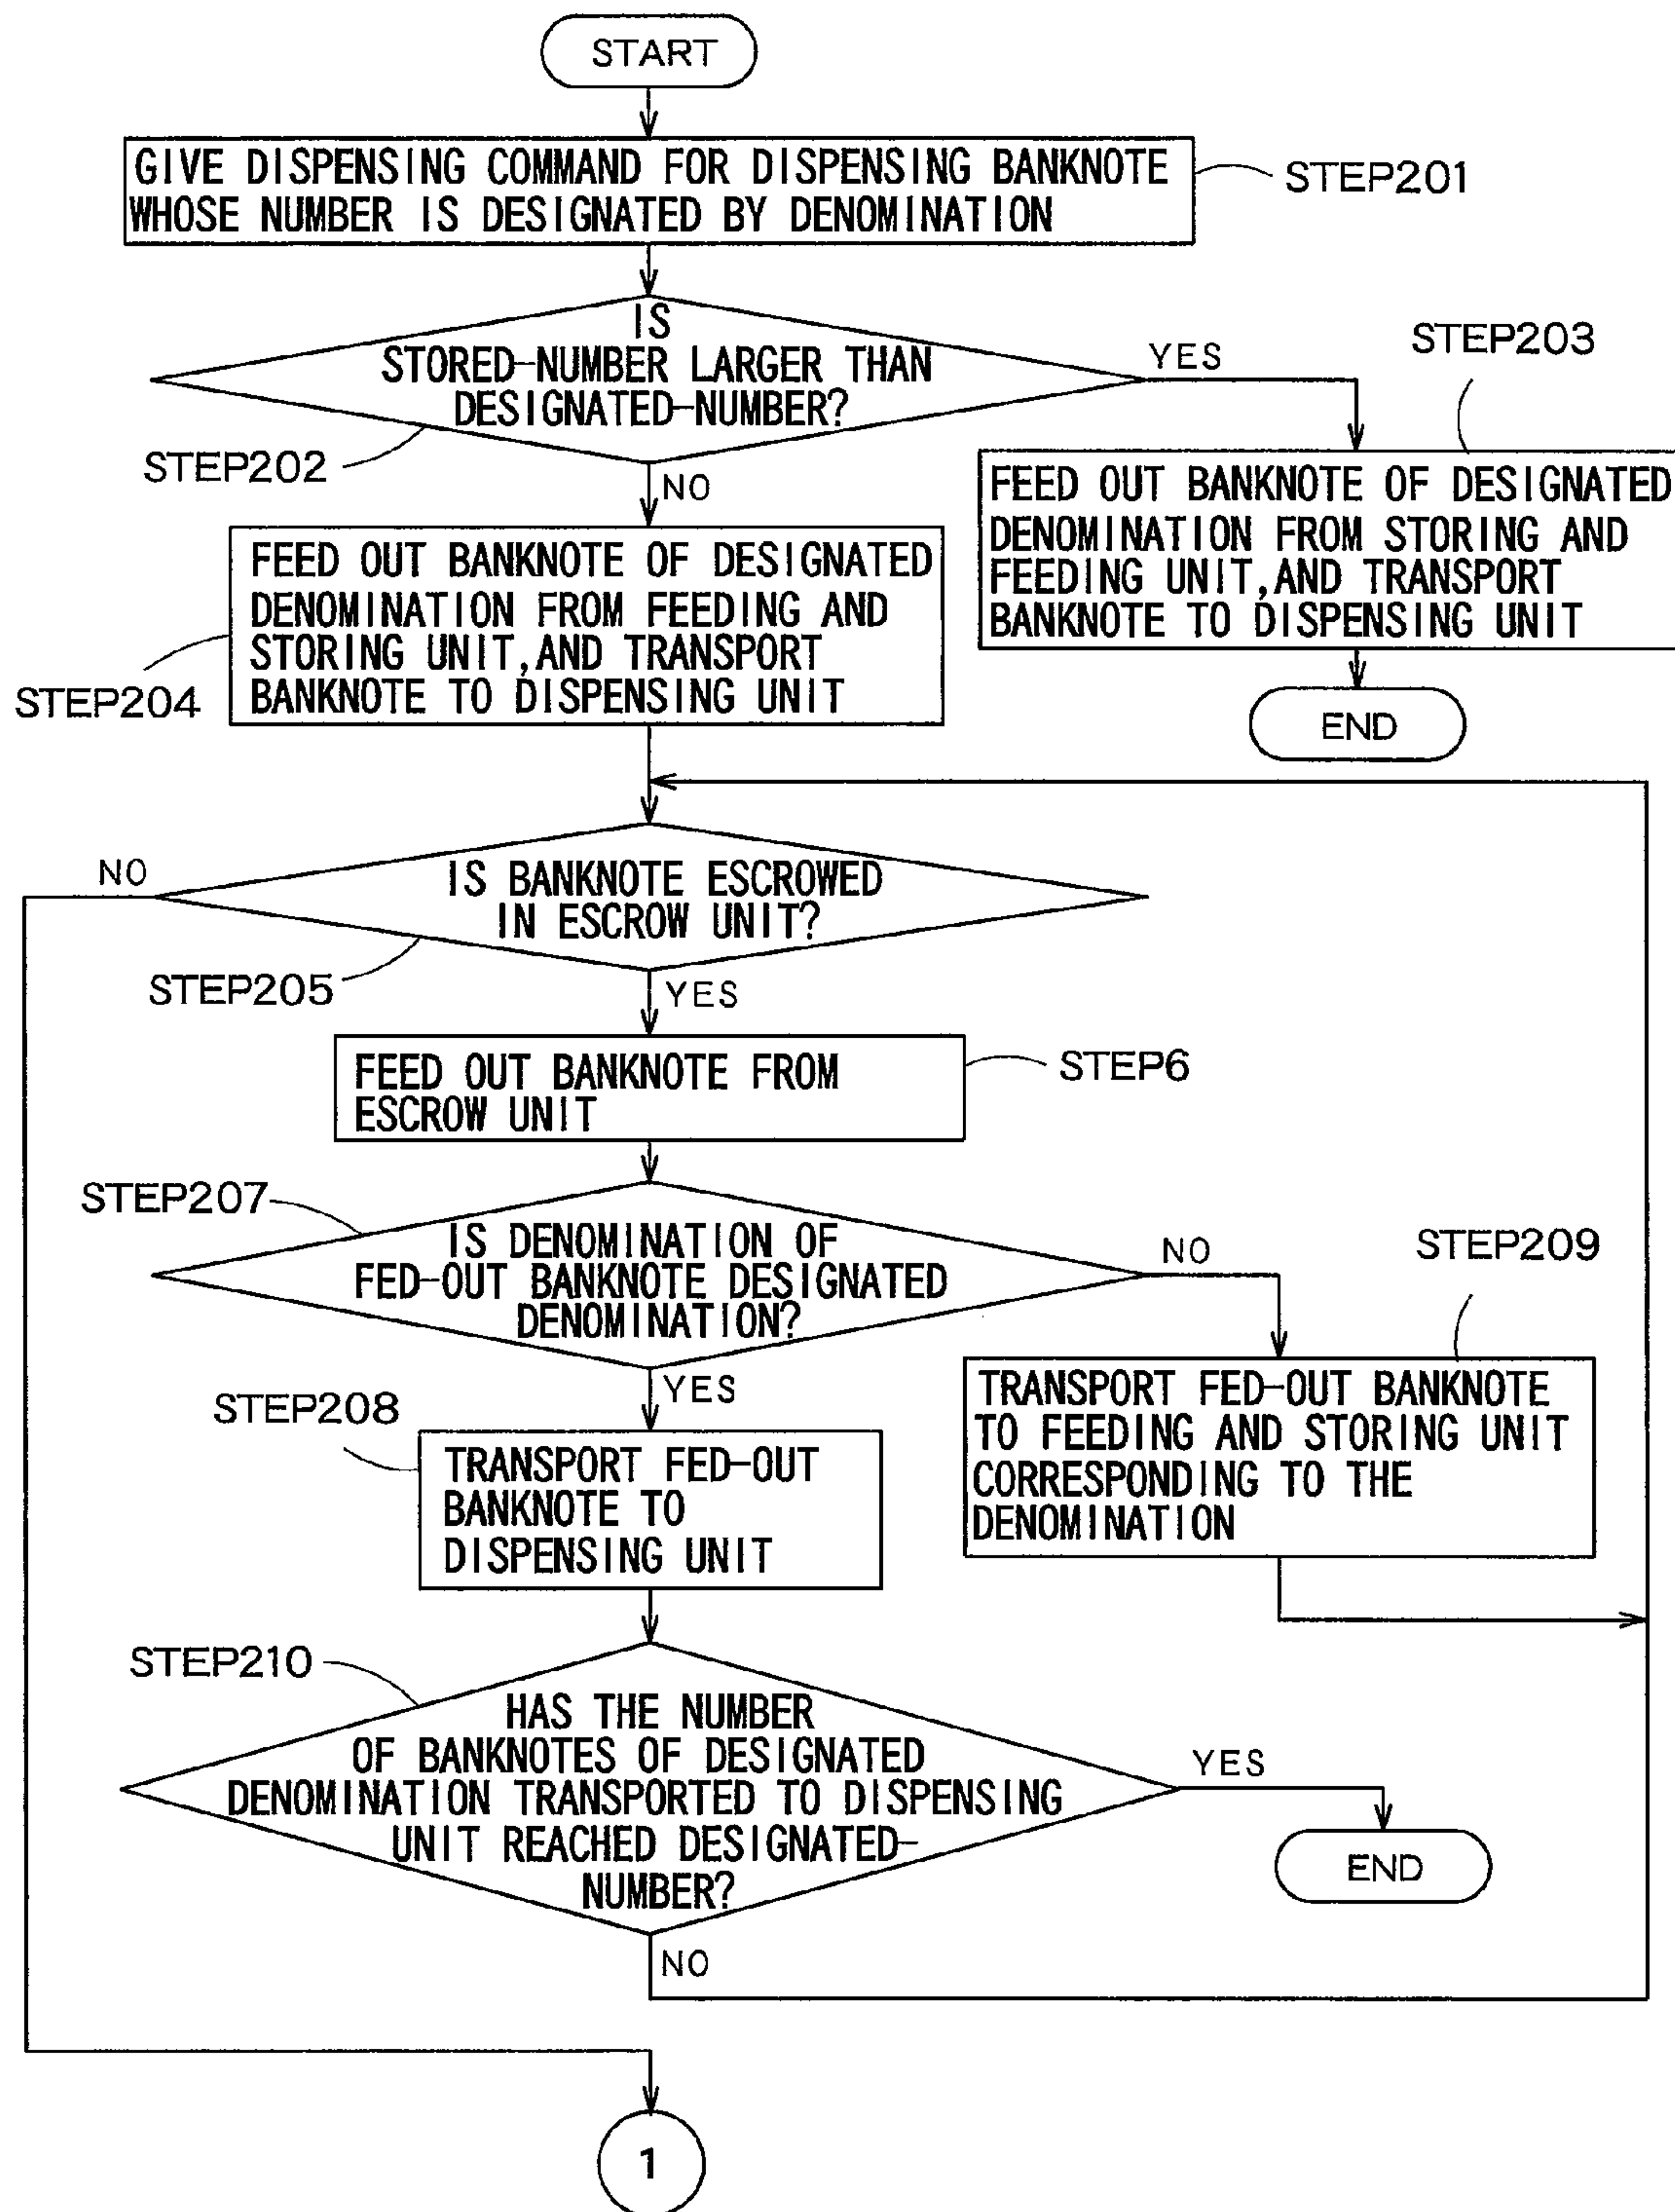 START
GIVE DISPENSING COMMAND FOR DISPENSING BANKNOTE
WHOSE NUMBER IS DESIGNATED BY DENOMINATION
STEP201
IS
STORED-NUMBER LARGER THAN
DESIGNATED-NUMBER?
YES
STEP203
STEP202
NO
FEED OUT BANKNOTE OF DESIGNATED
DENOMINATION FROM STORING AND
FEEDING UNIT,AND TRANSPORT
BANKNOTE TO DISPENSING UNIT
FEED OUT BANKNOTE OF DESIGNATED
DENOMINATION FROM FEEDING AND
STORING UNIT,AND TRANSPORT
BANKNOTE TO DISPENSING UNIT
STEP204
END
NO
IS BANKNOTE ESCROWED
IN ESCROW UNIT?
STEP205
YES
FEED OUT BANKNOTE FROM
ESCROW UNIT
STEP6
STEP207
IS DENOMINATION OF
FED-OUT BANKNOTE DESIGNATED
DENOMINATION?
NO
STEP209
YES
STEP208
TRANSPORT FED-OUT BANKNOTE
TO FEEDING AND STORING UNIT
CORRESPONDING TO THE
DENOMINATION
TRANSPORT FED-OUT
BANKNOTE TO
DISPENSING UNIT
STEP210
HAS THE NUMBER
OF BANKNOTES OF DESIGNATED
DENOMINATION TRANSPORTED TO DISPENSING
UNIT REACHED DESIGNATED-
NUMBER?
YES
END
NO
1